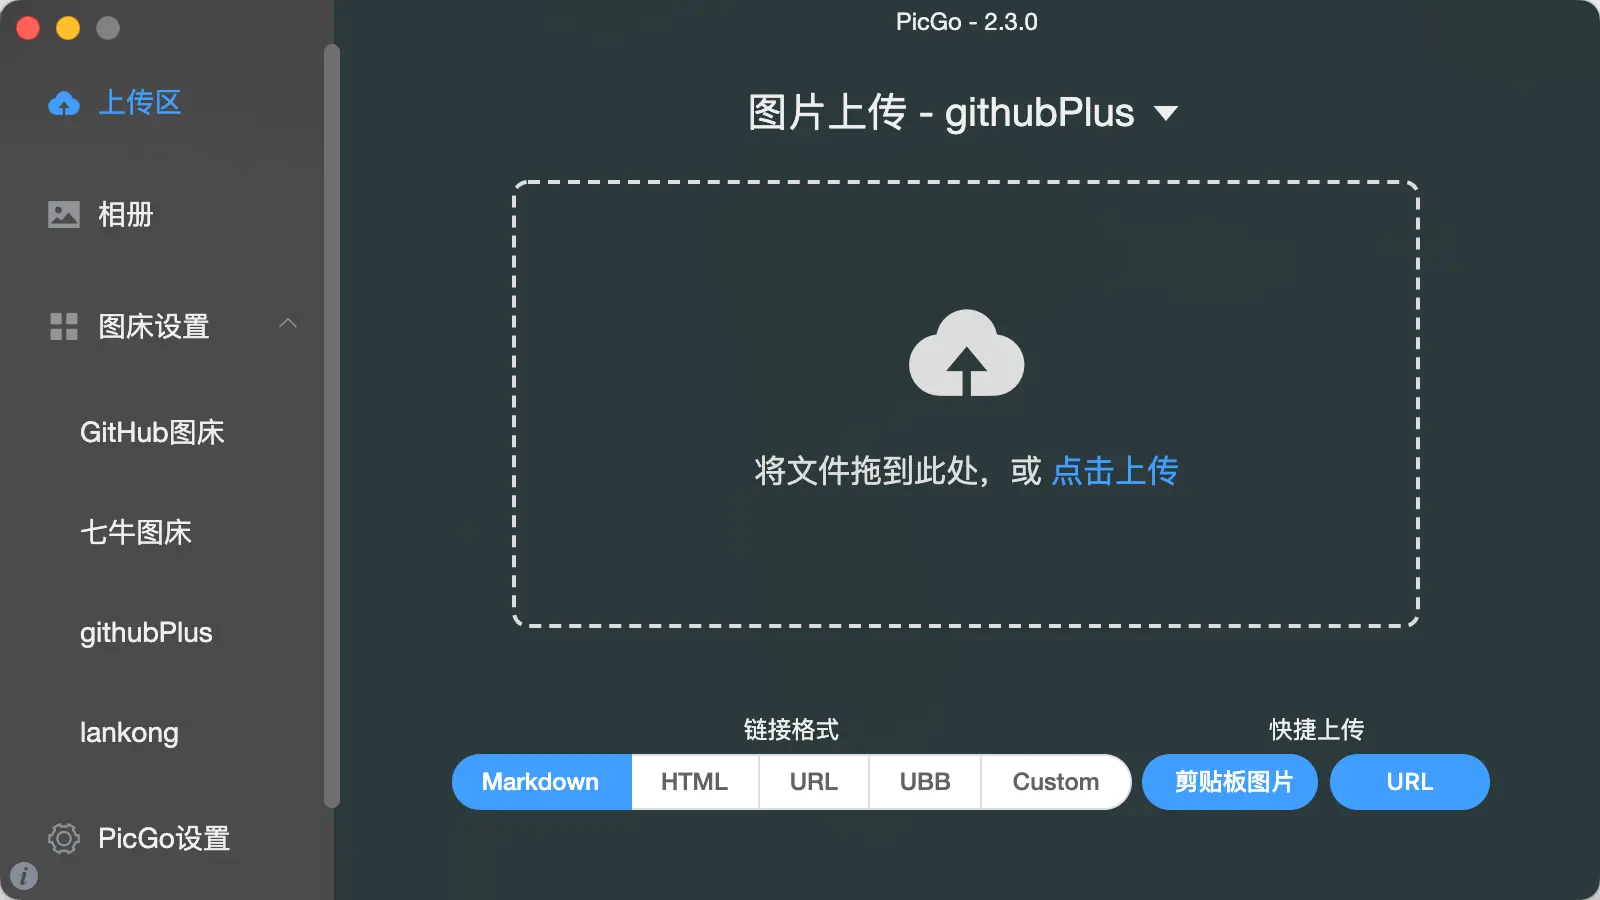 PicGo - 2.3.0
上传区
相册
图床设置
GitHub图床
七牛图床
githubPlus
lankong
PicGo设置
i
图片上传 - githubPlus
将文件拖到此处，或 点击上传
链接格式
Markdown HTML URL UBB Custom
快捷上传
剪贴板图片 URL